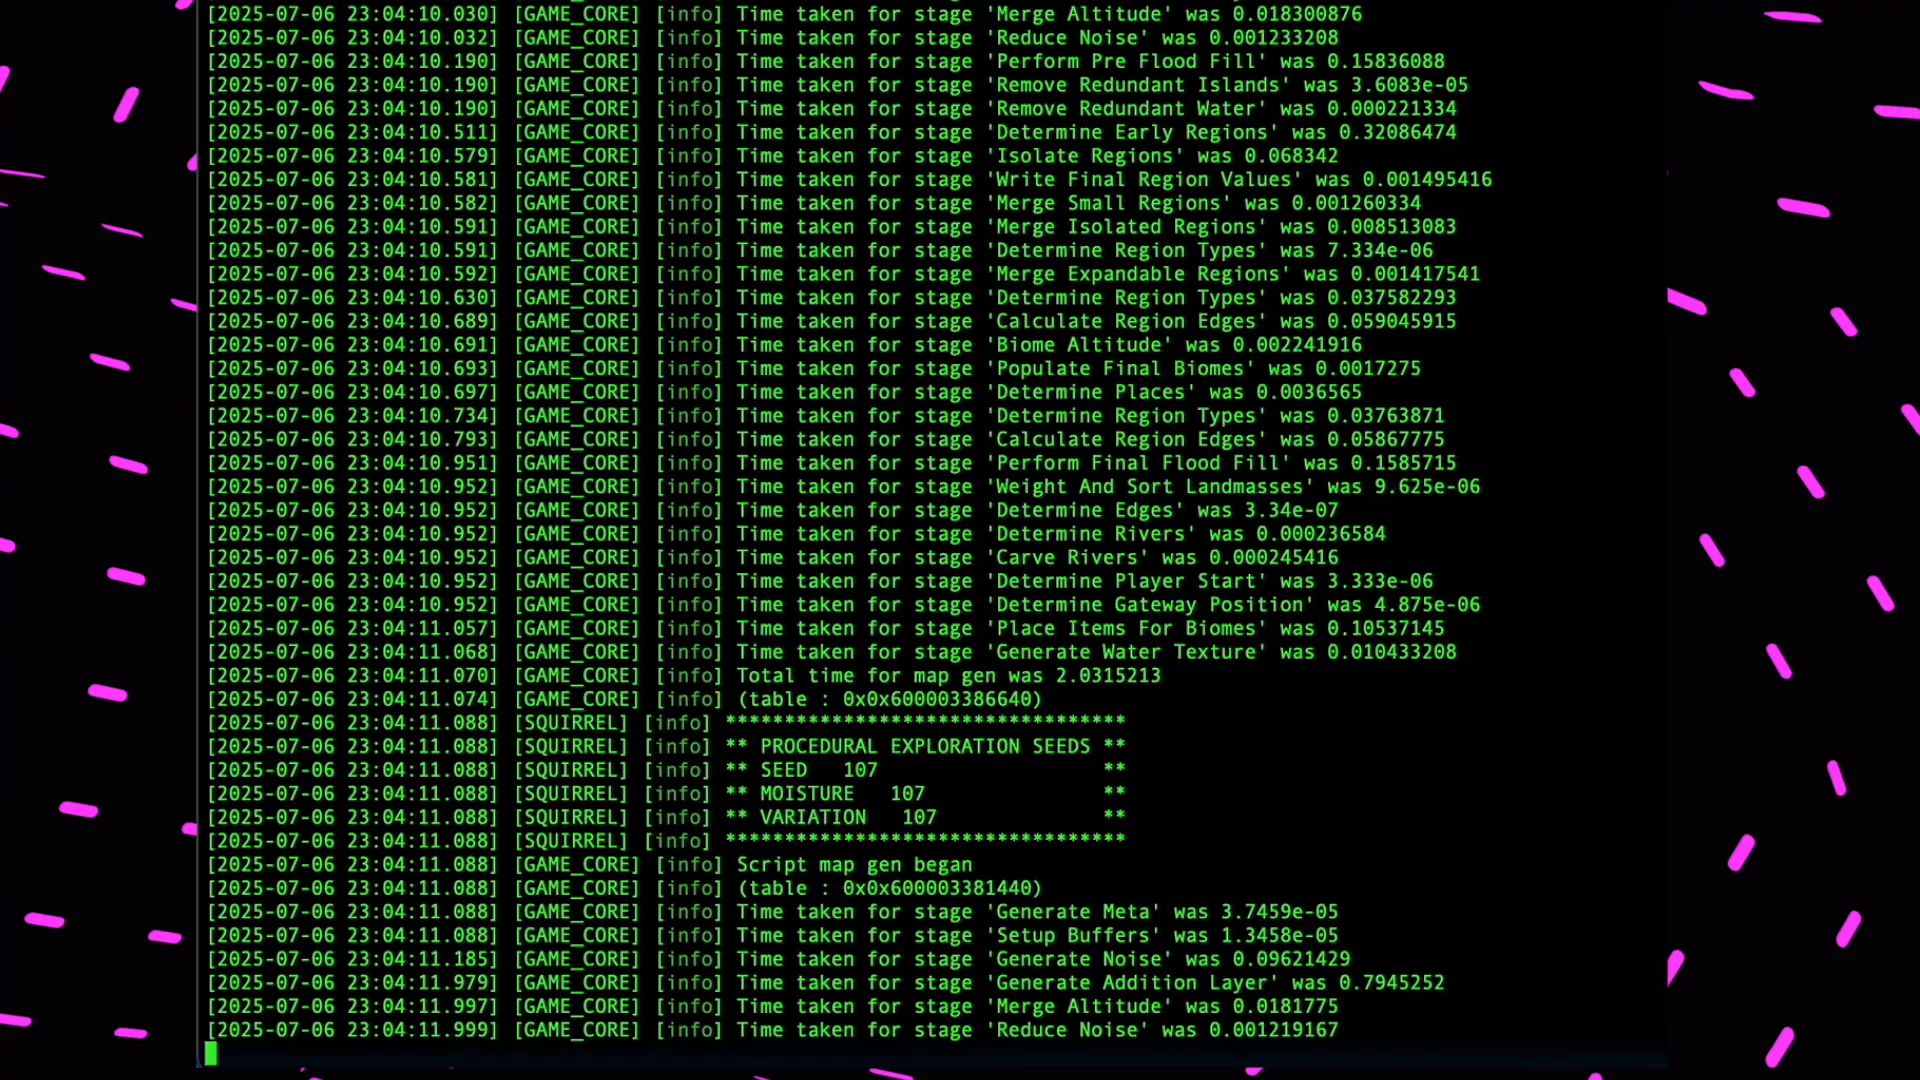 [2025-07-06 23:04:10.030] [GAME_CORE] [info] Time taken for stage 'Merge Altitude' was 0.018300876
[2025-07-06 23:04:10.032] [GAME_CORE] [info] Time taken for stage 'Reduce Noise' was 0.001233208
[2025-07-06 23:04:10.190] [GAME_CORE] [info] Time taken for stage 'Perform Pre Flood Fill' was 0.15836088
[2025-07-06 23:04:10.190] [GAME_CORE] [info] Time taken for stage 'Remove Redundant Islands' was 3.6083e-05
[2025-07-06 23:04:10.190] [GAME_CORE] [info] Time taken for stage 'Remove Redundant Water' was 0.000221334
[2025-07-06 23:04:10.511] [GAME_CORE] [info] Time taken for stage 'Determine Early Regions' was 0.32086474
[2025-07-06 23:04:10.579] [GAME_CORE] [info] Time taken for stage 'Isolate Regions' was 0.068342
[2025-07-06 23:04:10.581] [GAME_CORE] [info] Time taken for stage 'Write Final Region Values' was 0.001495416
[2025-07-06 23:04:10.582] [GAME_CORE] [info] Time taken for stage 'Merge Small Regions' was 0.001260334
[2025-07-06 23:04:10.591] [GAME_CORE] [info] Time taken for stage 'Merge Isolated Regions' was 0.008513083
[2025-07-06 23:04:10.591] [GAME_CORE] [info] Time taken for stage 'Determine Region Types' was 7.334e-06
[2025-07-06 23:04:10.592] [GAME_CORE] [info] Time taken for stage 'Merge Expandable Regions' was 0.001417541
[2025-07-06 23:04:10.630] [GAME_CORE] [info] Time taken for stage 'Determine Region Types' was 0.037582293
[2025-07-06 23:04:10.689] [GAME_CORE] [info] Time taken for stage 'Calculate Region Edges' was 0.059045915
[2025-07-06 23:04:10.691] [GAME_CORE] [info] Time taken for stage 'Biome Altitude' was 0.002241916
[2025-07-06 23:04:10.693] [GAME_CORE] [info] Time taken for stage 'Populate Final Biomes' was 0.0017275
[2025-07-06 23:04:10.697] [GAME_CORE] [info] Time taken for stage 'Determine Places' was 0.0036565
[2025-07-06 23:04:10.734] [GAME_CORE] [info] Time taken for stage 'Determine Region Types' was 0.03763871
[2025-07-06 23:04:10.793] [GAME_CORE] [info] Time taken for stage 'Calculate Region Edges' was 0.05867775
[2025-07-06 23:04:10.951] [GAME_CORE] [info] Time taken for stage 'Perform Final Flood Fill' was 0.1585715
[2025-07-06 23:04:10.952] [GAME_CORE] [info] Time taken for stage 'Weight And Sort Landmasses' was 9.625e-06
[2025-07-06 23:04:10.952] [GAME_CORE] [info] Time taken for stage 'Determine Edges' was 3.34e-07
[2025-07-06 23:04:10.952] [GAME_CORE] [info] Time taken for stage 'Determine Rivers' was 0.000236584
[2025-07-06 23:04:10.952] [GAME_CORE] [info] Time taken for stage 'Carve Rivers' was 0.000245416
[2025-07-06 23:04:10.952] [GAME_CORE] [info] Time taken for stage 'Determine Player Start' was 3.333e-06
[2025-07-06 23:04:10.952] [GAME_CORE] [info] Time taken for stage 'Determine Gateway Position' was 4.875e-06
[2025-07-06 23:04:11.057] [GAME_CORE] [info] Time taken for stage 'Place Items For Biomes' was 0.10537145
[2025-07-06 23:04:11.068] [GAME_CORE] [info] Time taken for stage 'Generate Water Texture' was 0.010433208
[2025-07-06 23:04:11.070] [GAME_CORE] [info] Total time for map gen was 2.0315213
[2025-07-06 23:04:11.074] [GAME_CORE] [info] (table : 0x0x600003386640)
[2025-07-06 23:04:11.088] [SQUIRREL] [info] **********************************
[2025-07-06 23:04:11.088] [SQUIRREL] [info] ** PROCEDURAL EXPLORATION SEEDS **
[2025-07-06 23:04:11.088] [SQUIRREL] [info] ** SEED   107                   **
[2025-07-06 23:04:11.088] [SQUIRREL] [info] ** MOISTURE   107               **
[2025-07-06 23:04:11.088] [SQUIRREL] [info] ** VARIATION   107              **
[2025-07-06 23:04:11.088] [SQUIRREL] [info] **********************************
[2025-07-06 23:04:11.088] [GAME_CORE] [info] Script map gen began
[2025-07-06 23:04:11.088] [GAME_CORE] [info] (table : 0x0x600003381440)
[2025-07-06 23:04:11.088] [GAME_CORE] [info] Time taken for stage 'Generate Meta' was 3.7459e-05
[2025-07-06 23:04:11.088] [GAME_CORE] [info] Time taken for stage 'Setup Buffers' was 1.3458e-05
[2025-07-06 23:04:11.185] [GAME_CORE] [info] Time taken for stage 'Generate Noise' was 0.09621429
[2025-07-06 23:04:11.979] [GAME_CORE] [info] Time taken for stage 'Generate Addition Layer' was 0.7945252
[2025-07-06 23:04:11.997] [GAME_CORE] [info] Time taken for stage 'Merge Altitude' was 0.0181775
[2025-07-06 23:04:11.999] [GAME_CORE] [info] Time taken for stage 'Reduce Noise' was 0.001219167